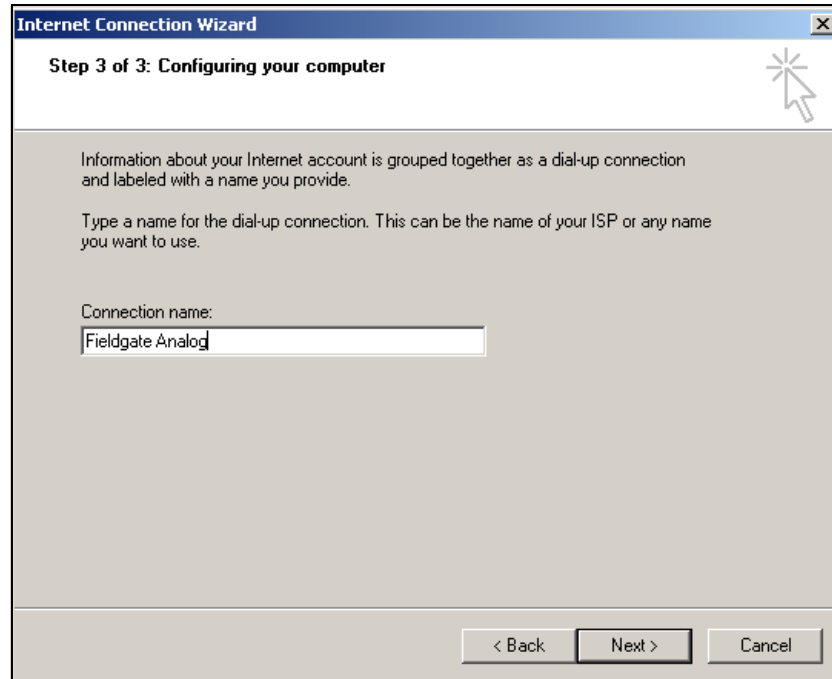 Internet Connection Wizard
Step 3 of 3: Configuring your computer
Information about your Internet account is grouped together as a dial-up connection
and labeled with a name you provide.
Type a name for the dial-up connection. This can be the name of your ISP or any name
you want to use.
Connection name:
Fieldgate Analog
< Back Next > Cancel